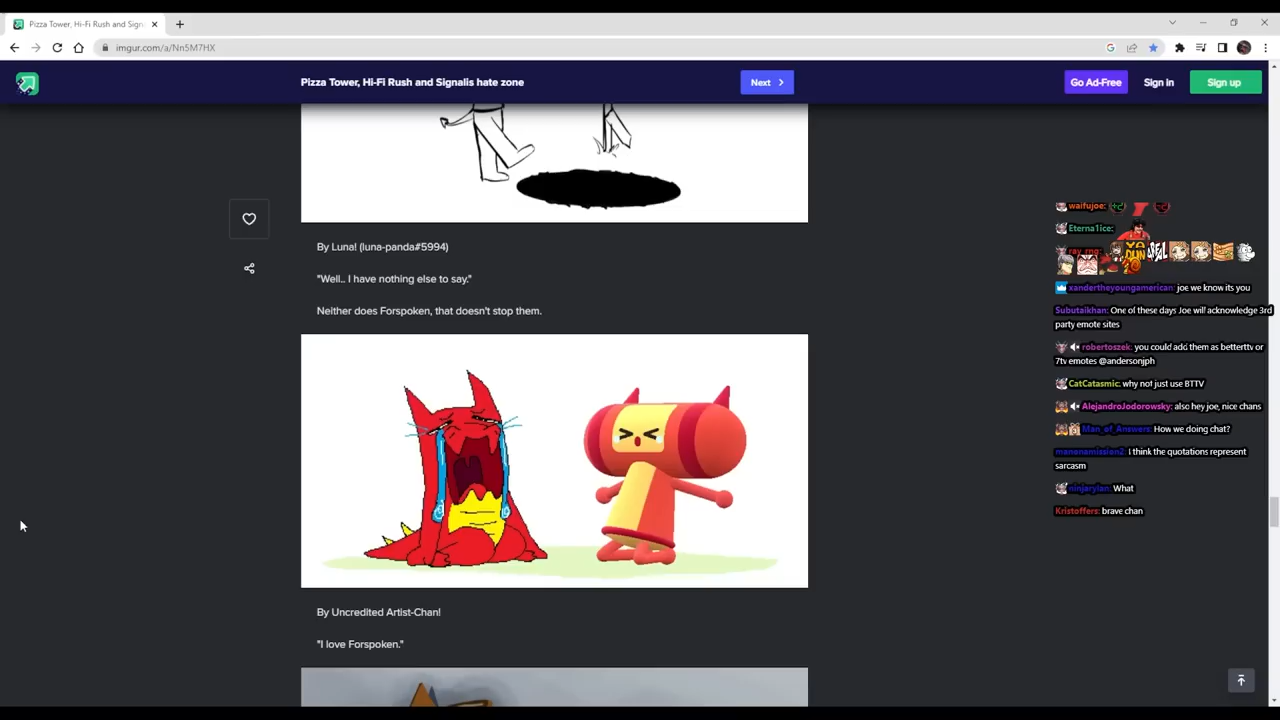 Pizza Tower, Hi-Fi Rush and Sign
imgur.com/a/Nn5M7HX
Pizza Tower, Hi-Fi Rush and Signalis hate zone
Next
Go Ad-Free
Sign in
Sign up
By Luna! (luna-panda#5994)
"Well.. I have nothing else to say."
Neither does Forspoken, that doesn't stop them.
By Uncredited Artist-Chan!
"I love Forspoken."
waifujoe:
Eterna1ice:
ray_rng:
xandertheyoungamerican: joe we know its you
Subutaikhan: One of these days Joe will acknowledge 3rd
party emote sites
robertoszek: you could add them as betterttv or
7tv emotes @andersonjph
CatCatasmic: why not just use BTTV
AlejandroJodorowsky: also hey joe, nice chans
Man_of_Answers: How we doing chat?
manonamission2: I think the quotations represent
sarcasm
ninjaryian: What
Kristoffers: brave chan